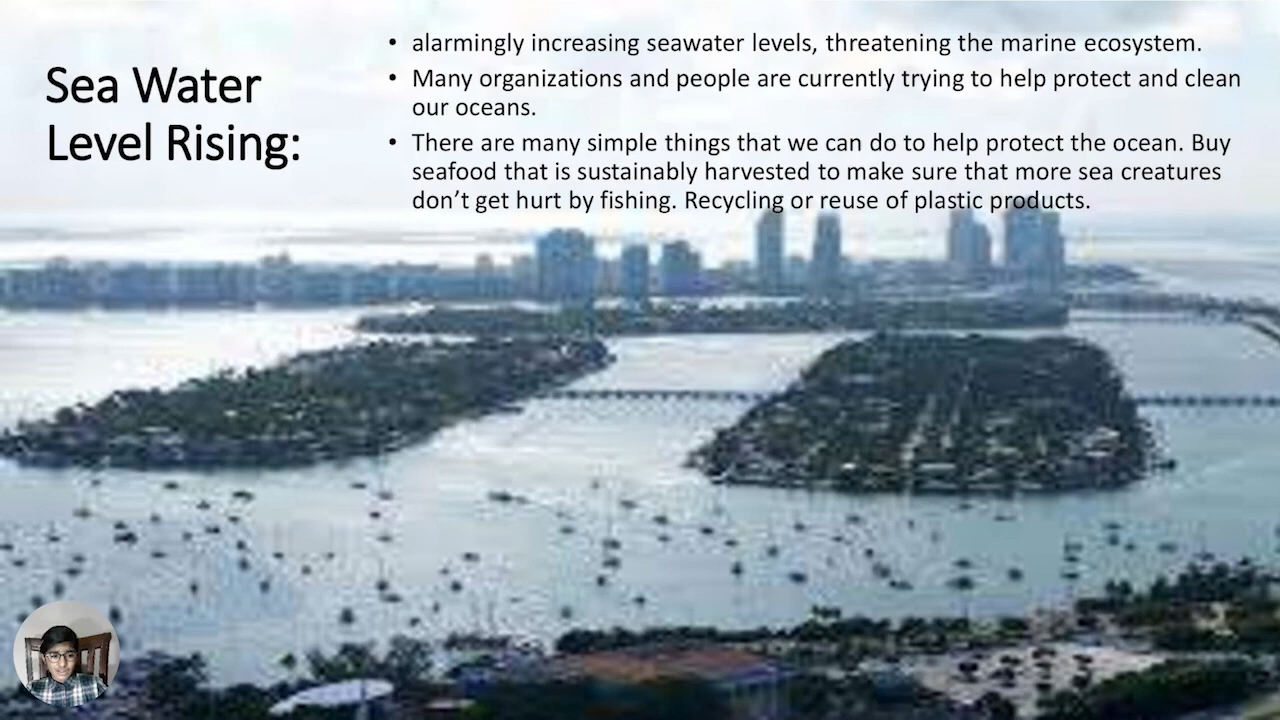 Sea Water
Level Rising:
• alarmingly increasing seawater levels, threatening the marine ecosystem.
• Many organizations and people are currently trying to help protect and clean
our oceans.
• There are many simple things that we can do to help protect the ocean. Buy
seafood that is sustainably harvested to make sure that more sea creatures
don’t get hurt by fishing. Recycling or reuse of plastic products.